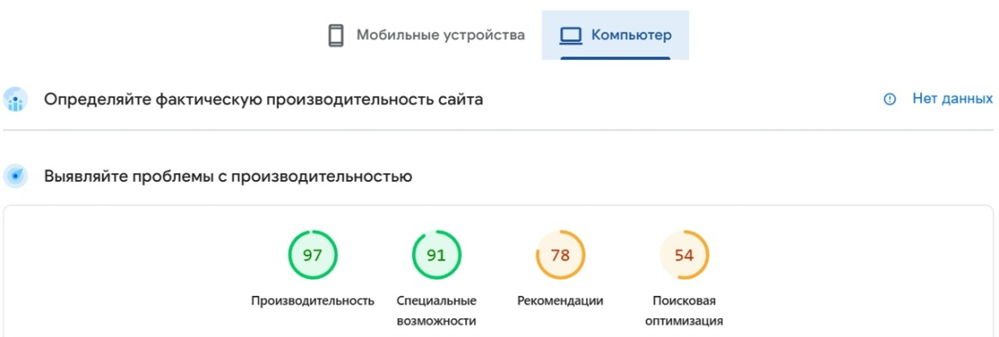 Мобильные устройства Компьютер
Определяйте фактическую производительность сайта Нет данных
Выявляйте проблемы с производительностью
97 91 78 54
Производительность Специальные возможности Рекомендации Поисковая оптимизация